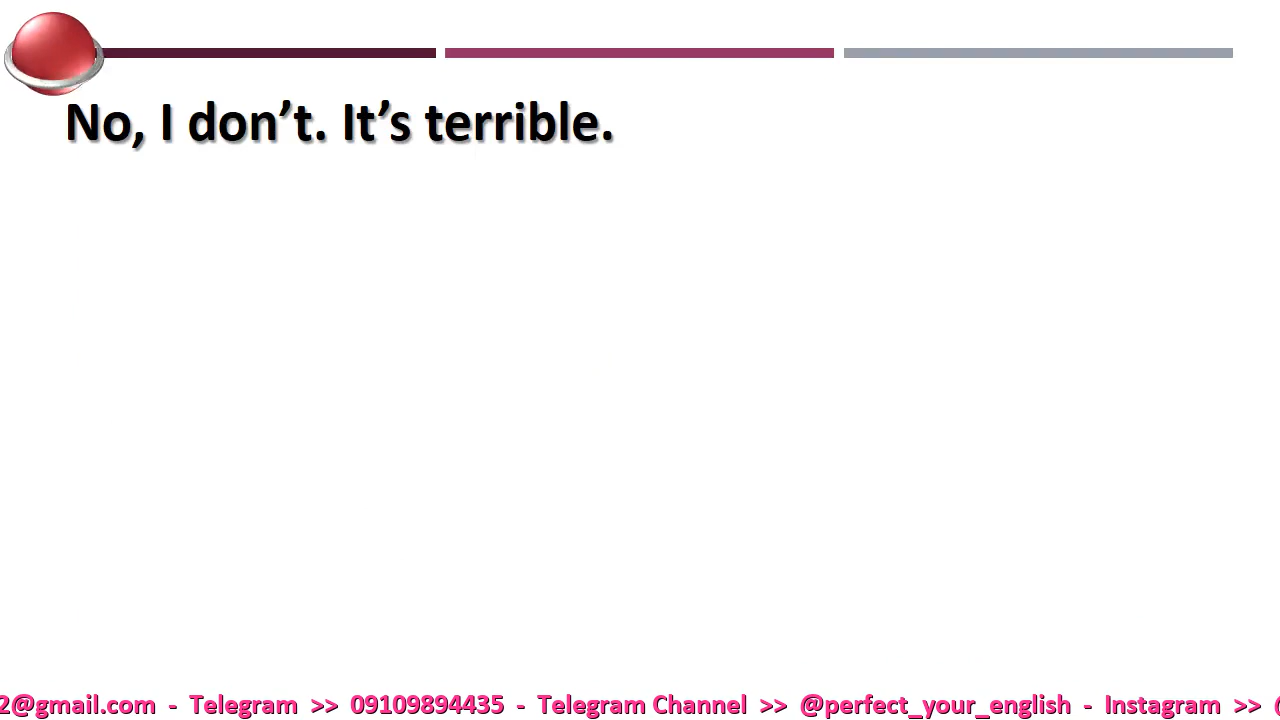 No, I don’t. It’s terrible.
2@gmail.com - Telegram >> 09109894435 - Telegram Channel >> @perfect_your_english - Instagram >>